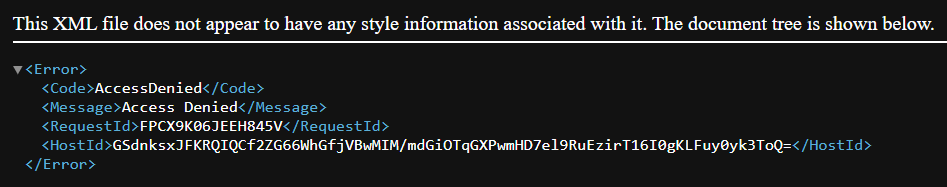 This XML file does not appear to have any style information associated with it. The document tree is shown below.
▼<Error>
<Code>AccessDenied</Code>
<Message>Access Denied</Message>
<RequestId>FPCX9K06JEEH845V</RequestId>
<HostId>GSdnksxJFKRQIQCf2ZG66WhGfjVBwMIM/mdGiOTqGXPwmHD7el9RuEzirT16I0gKLFuy0yk3ToQ=</HostId>
</Error>